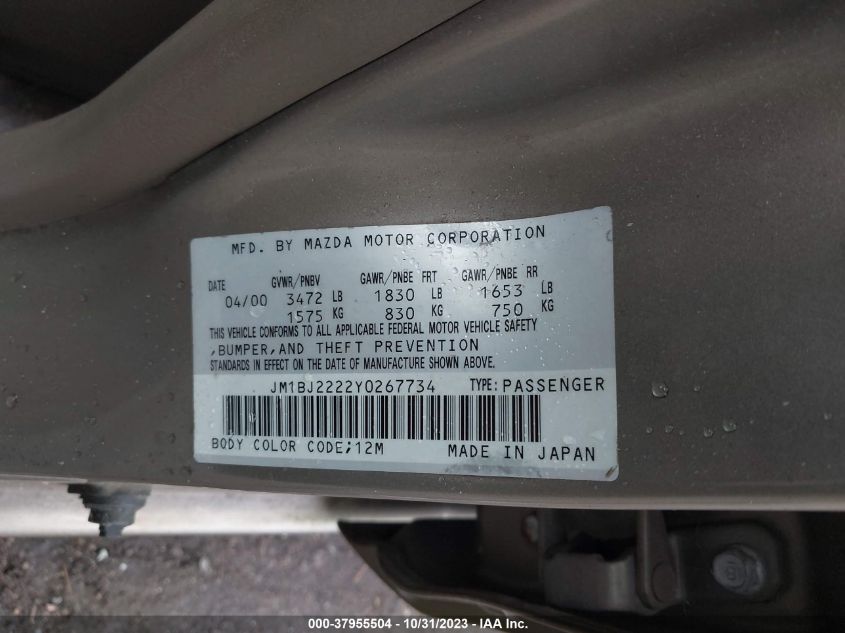 MFD. BY MAZDA MOTOR CORPORATION
DATE GVWR/PNBV GAWR/PNBE FRT GAWR/PNBE RR
04/00 3472 LB 1830 LB 1653 LB
1575 KG 830 KG 750 KG
THIS VEHICLE CONFORMS TO ALL APPLICABLE FEDERAL MOTOR VEHICLE SAFETY
,BUMPER,AND THEFT PREVENTION
STANDARDS IN EFFECT ON THE DATE OF MANUFACTURE SHOWN ABOVE.
JM1BJ2222Y0267734 TYPE: PASSENGER
BODY COLOR CODE;12M MADE IN JAPAN
000-37955504 - 10/31/2023 - IAA Inc.